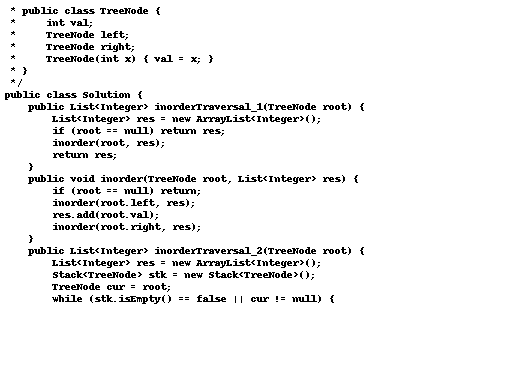 * public class TreeNode {
 *     int val;
 *     TreeNode left;
 *     TreeNode right;
 *     TreeNode(int x) { val = x; }
 * }
 */
public class Solution {
    public List<Integer> inorderTraversal_1(TreeNode root) {
        List<Integer> res = new ArrayList<Integer>();
        if (root == null) return res;
        inorder(root, res);
        return res;
    }
    public void inorder(TreeNode root, List<Integer> res) {
        if (root == null) return;
        inorder(root.left, res);
        res.add(root.val);
        inorder(root.right, res);
    }
    public List<Integer> inorderTraversal_2(TreeNode root) {
        List<Integer> res = new ArrayList<Integer>();
        Stack<TreeNode> stk = new Stack<TreeNode>();
        TreeNode cur = root;
        while (stk.isEmpty() == false || cur != null) {